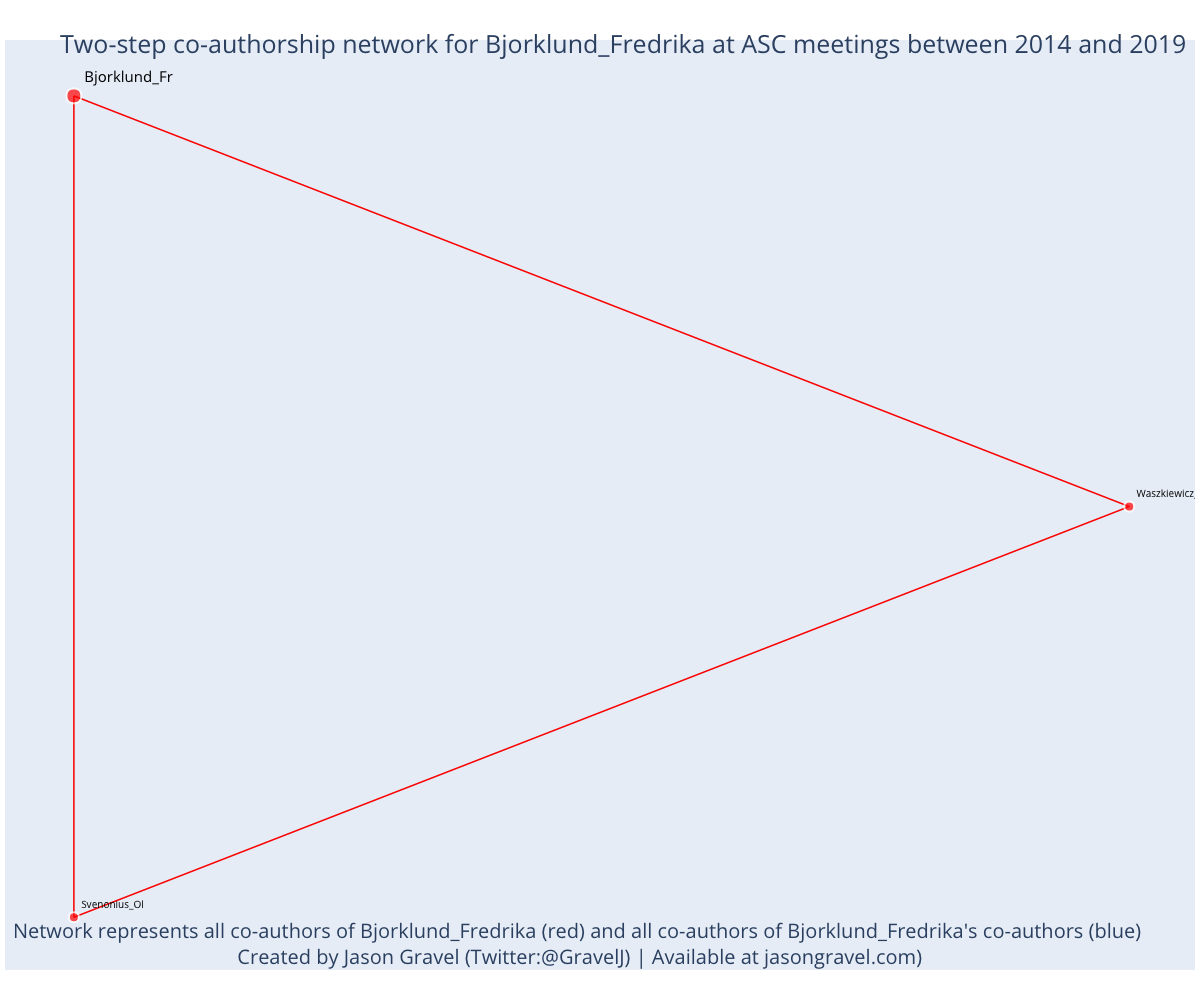 Two-step co-authorship network for Bjorklund_Fredrika at ASC meetings between 2014 and 2019
Bjorklund_Fr
Waszkiewicz_
Svenonius_Ol
Network represents all co-authors of Bjorklund_Fredrika (red) and all co-authors of Bjorklund_Fredrika's co-authors (blue)
Created by Jason Gravel (Twitter:@GravelJ) | Available at jasongravel.com)